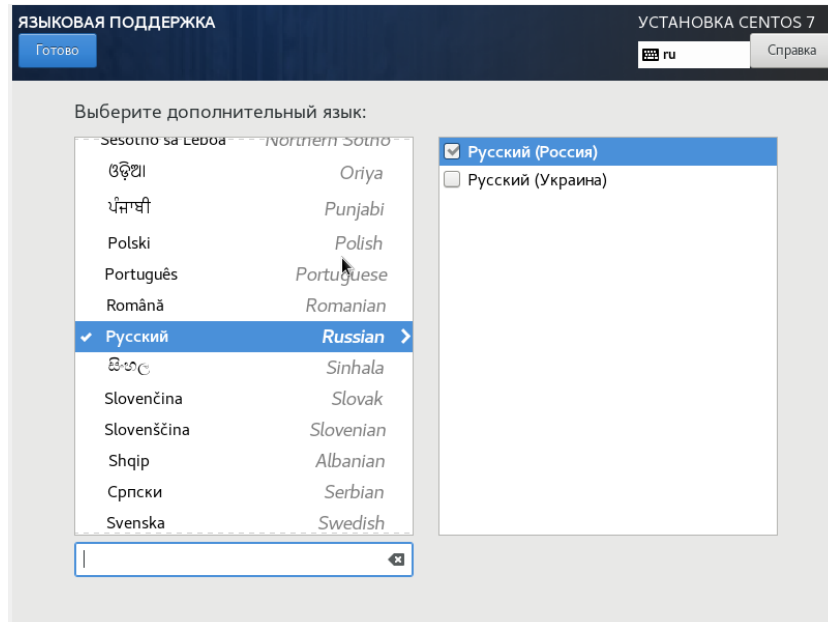 ЯЗЫКОВАЯ ПОДДЕРЖКА
УСТАНОВКА CENTOS 7
Готово
ru
Справка
Выберите дополнительный язык:
Sesotho sa Leboa Northern Sotho
ଓଡ଼ିଆ Oriya
ਪੰਜਾਬੀ Punjabi
Polski Polish
Português Portuguese
Română Romanian
Русский Russian
සිංහල Sinhala
Slovenčina Slovak
Slovenščina Slovenian
Shqip Albanian
Српски Serbian
Svenska Swedish
Русский (Россия)
Русский (Украина)